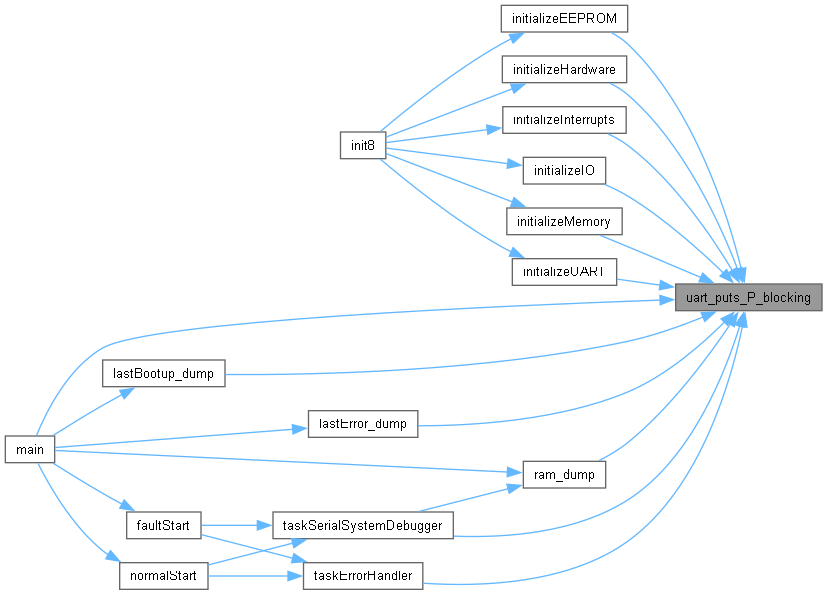 initializeEEPROM
initializeHardware
initializeInterrupts
init8
initializeIO
initializeMemory
initializeUART
uart_puts_P_blocking
lastBootup_dump
lastError_dump
main
ram_dump
faultStart
taskSerialSystemDebugger
normalStart
taskErrorHandler